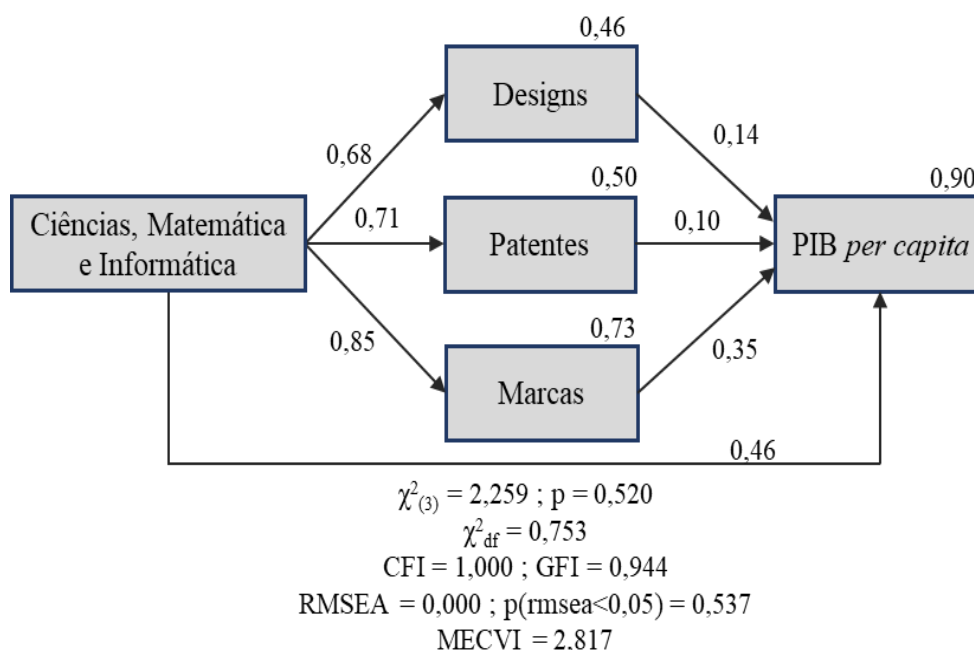 0,46
Designs
0,68
0,14
0,50
0,90
Ciências, Matemática
e Informática
0,71
Patentes
0,10
PIB per capita
0,85
0,73
0,35
Marcas
0,46
χ²₍₃₎ = 2,259 ; p = 0,520
χ²df = 0,753
CFI = 1,000 ; GFI = 0,944
RMSEA = 0,000 ; p(rmsea<0,05) = 0,537
MECVI = 2,817